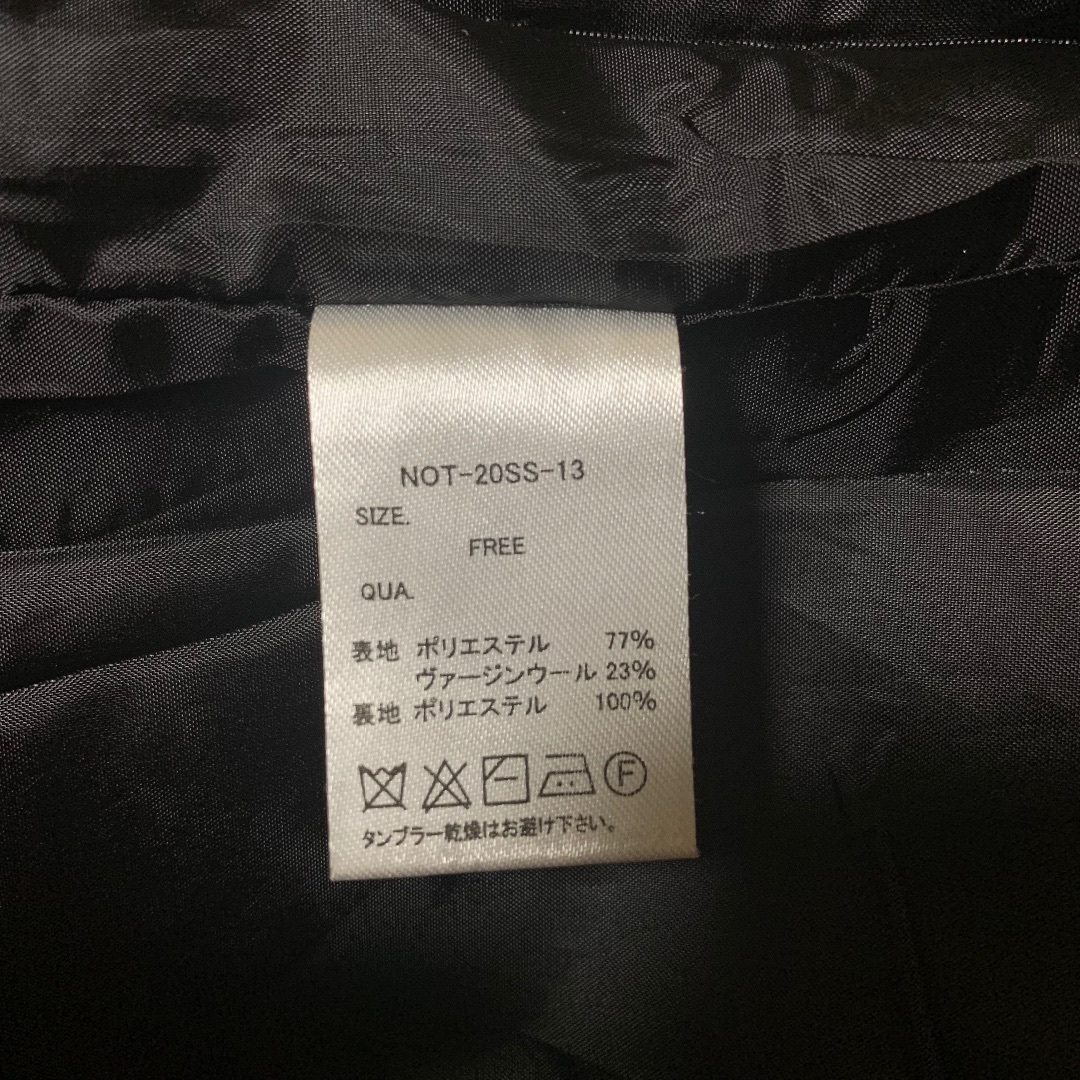 NOT-20SS-13
SIZE.
FREE
QUA.
表地 ポリエステル 77%
ヴァージンウール 23%
裏地 ポリエステル 100%
F
タンブラー乾燥はお避け下さい。